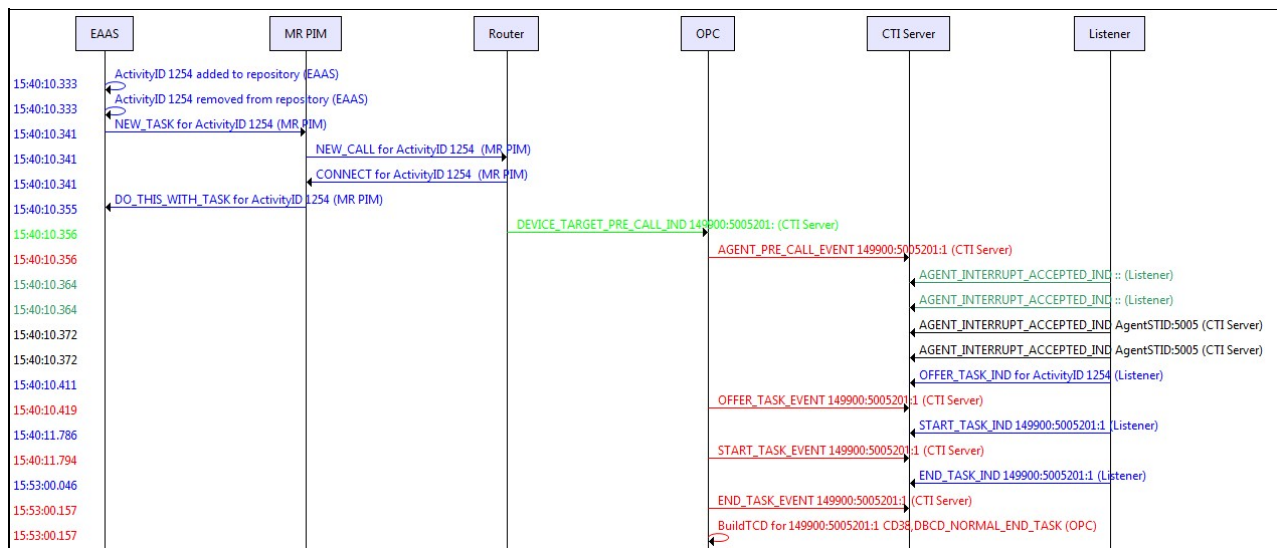 EAAS MR PIM Router OPC CTI Server Listener
15:40:10.333 ActivityID 1254 added to repository (EAAS)
15:40:10.333 ActivityID 1254 removed from repository (EAAS)
15:40:10.341 NEW_TASK for ActivityID 1254 (MR PIM)
15:40:10.341 NEW_CALL for ActivityID 1254 (MR PIM)
15:40:10.341 CONNECT for ActivityID 1254 (MR PIM)
15:40:10.355 DO_THIS_WITH_TASK for ActivityID 1254 (MR PIM)
15:40:10.356 DEVICE_TARGET_PRE_CALL_IND 149900:5005201: (CTI Server)
15:40:10.356 AGENT_PRE_CALL_EVENT 149900:5005201:1 (CTI Server)
15:40:10.364 AGENT_INTERRUPT_ACCEPTED_IND :: (Listener)
15:40:10.364 AGENT_INTERRUPT_ACCEPTED_IND :: (Listener)
15:40:10.372 AGENT_INTERRUPT_ACCEPTED_IND AgentSTID:5005 (CTI Server)
15:40:10.372 AGENT_INTERRUPT_ACCEPTED_IND AgentSTID:5005 (CTI Server)
15:40:10.411 OFFER_TASK_IND for ActivityID 1254 (Listener)
15:40:10.419 OFFER_TASK_EVENT 149900:5005201:1 (CTI Server)
15:40:11.786 START_TASK_IND 149900:5005201:1 (Listener)
15:40:11.794 START_TASK_EVENT 149900:5005201:1 (CTI Server)
15:53:00.046 END_TASK_IND 149900:5005201:1 (Listener)
15:53:00.157 END_TASK_EVENT 149900:5005201:1 (CTI Server)
15:53:00.157 BuildTCD for 149900:5005201:1 CD38,DBCD_NORMAL_END_TASK (OPC)